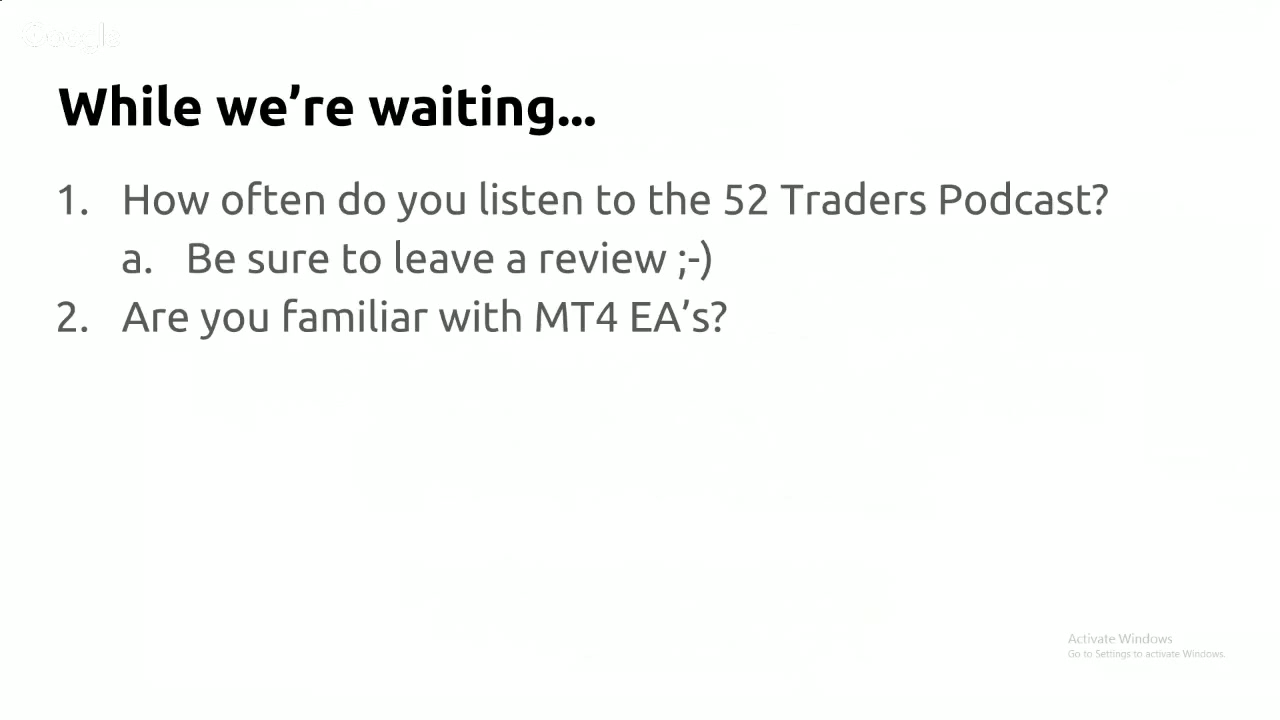 Google
While we’re waiting...
1. How often do you listen to the 52 Traders Podcast?
a. Be sure to leave a review ;-)
2. Are you familiar with MT4 EA’s?
Activate Windows
Go to Settings to activate Windows.